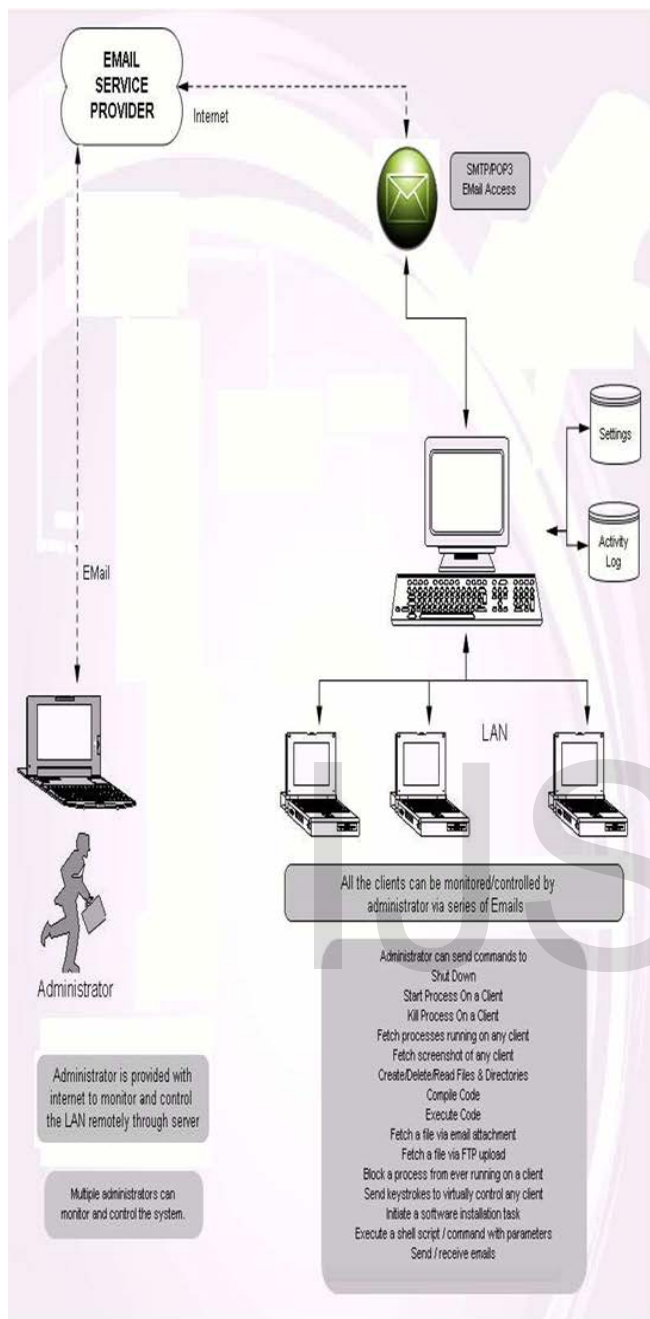 EMAIL
SERVICE
PROVIDER
Internet
SMTP/POP3
EMail Access
Settings
Activity
Log
EMail
LAN
All the clients can be monitored/controlled by
administrator via series of Emails
Administrator
Administrator is provided with
internet to monitor and control
the LAN remotely through server
Multiple administrators can
monitor and control the system.
Administrator can send commands to
Shut Down
Start Process On a Client
Kill Process On a Client
Fetch processes running on any client
Fetch screenshot of any client
Create/Delete/Read Files & Directories
Compile Code
Execute Code
Fetch a file via email attachment
Fetch a file via FTP upload
Block a process from ever running on a client
Send keystrokes to virtually control any client
Initiate a software installation task
Execute a shell script / command with parameters
Send / receive emails
IUS